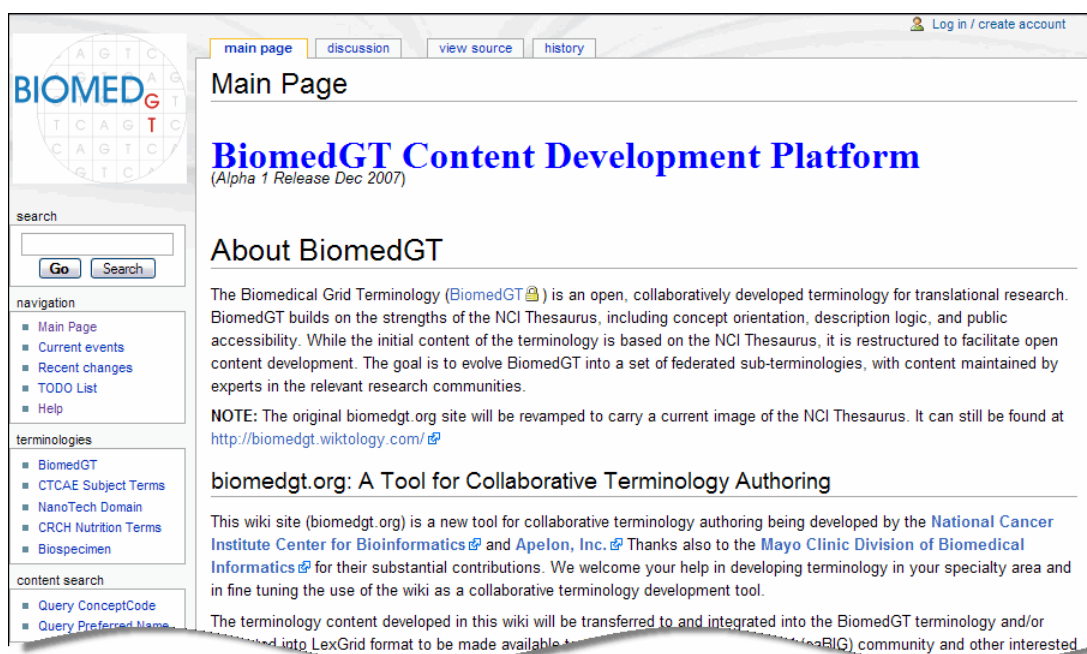 Log in / create account
main page
discussion
view source
history
BIOMEDGT
Main Page
BiomedGT Content Development Platform
(Alpha 1 Release Dec 2007)
search
Go
Search
navigation
Main Page
Current events
Recent changes
TODO List
Help
terminologies
BiomedGT
CTCAE Subject Terms
NanoTech Domain
CRCH Nutrition Terms
Biospecimen
content search
Query ConceptCode
Query Preferred Name
About BiomedGT
The Biomedical Grid Terminology (BiomedGT) is an open, collaboratively developed terminology for translational research.
BiomedGT builds on the strengths of the NCI Thesaurus, including concept orientation, description logic, and public
accessibility. While the initial content of the terminology is based on the NCI Thesaurus, it is restructured to facilitate open
content development. The goal is to evolve BiomedGT into a set of federated sub-terminologies, with content maintained by
experts in the relevant research communities.
NOTE: The original biomedgt.org site will be revamped to carry a current image of the NCI Thesaurus. It can still be found at
http://biomedgt.wiktology.com/
biomedgt.org: A Tool for Collaborative Terminology Authoring
This wiki site (biomedgt.org) is a new tool for collaborative terminology authoring being developed by the National Cancer
Institute Center for Bioinformatics and Apelon, Inc. Thanks also to the Mayo Clinic Division of Biomedical
Informatics for their substantial contributions. We welcome your help in developing terminology in your specialty area and
in fine tuning the use of the wiki as a collaborative terminology development tool.
The terminology content developed in this wiki will be transferred to and integrated into the BiomedGT terminology and/or
into LexGrid format to be made available (caBIG) community and other interested